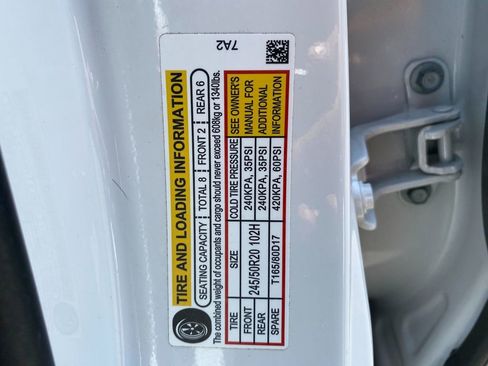 7A2
TIRE AND LOADING INFORMATION
SEATING CAPACITY TOTAL 8 FRONT 2 REAR 6
The combined weight of occupants and cargo should never exceed 608kg or 1340lbs.
TIRE SIZE COLD TIRE PRESSURE SEE OWNER'S
FRONT 245/50R20 102H 240KPA, 35PSI MANUAL FOR
REAR 240KPA, 35PSI ADDITIONAL
SPARE T165/80D17 420KPA, 60PSI INFORMATION